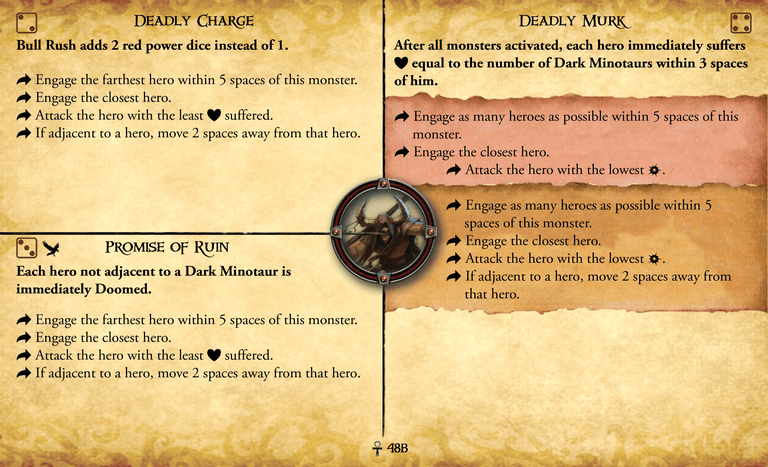 Deadly Charge
Bull Rush adds 2 red power dice instead of 1.
Engage the farthest hero within 5 spaces of this monster.
Engage the closest hero.
Attack the hero with the least suffered.
If adjacent to a hero, move 2 spaces away from that hero.
Promise of Ruin
Each hero not adjacent to a Dark Minotaur is
immediately Doomed.
Engage the farthest hero within 5 spaces of this monster.
Engage the closest hero.
Attack the hero with the least suffered.
If adjacent to a hero, move 2 spaces away from that hero.
Deadly Murk
After all monsters activated, each hero immediately suffers
equal to the number of Dark Minotaurs within 3 spaces
of him.
Engage as many heroes as possible within 5 spaces of this
monster.
Engage the closest hero.
Attack the hero with the lowest .
Engage as many heroes as possible within 5
spaces of this monster.
Engage the closest hero.
Attack the hero with the lowest .
If adjacent to a hero, move 2 spaces away from
that hero.
48B